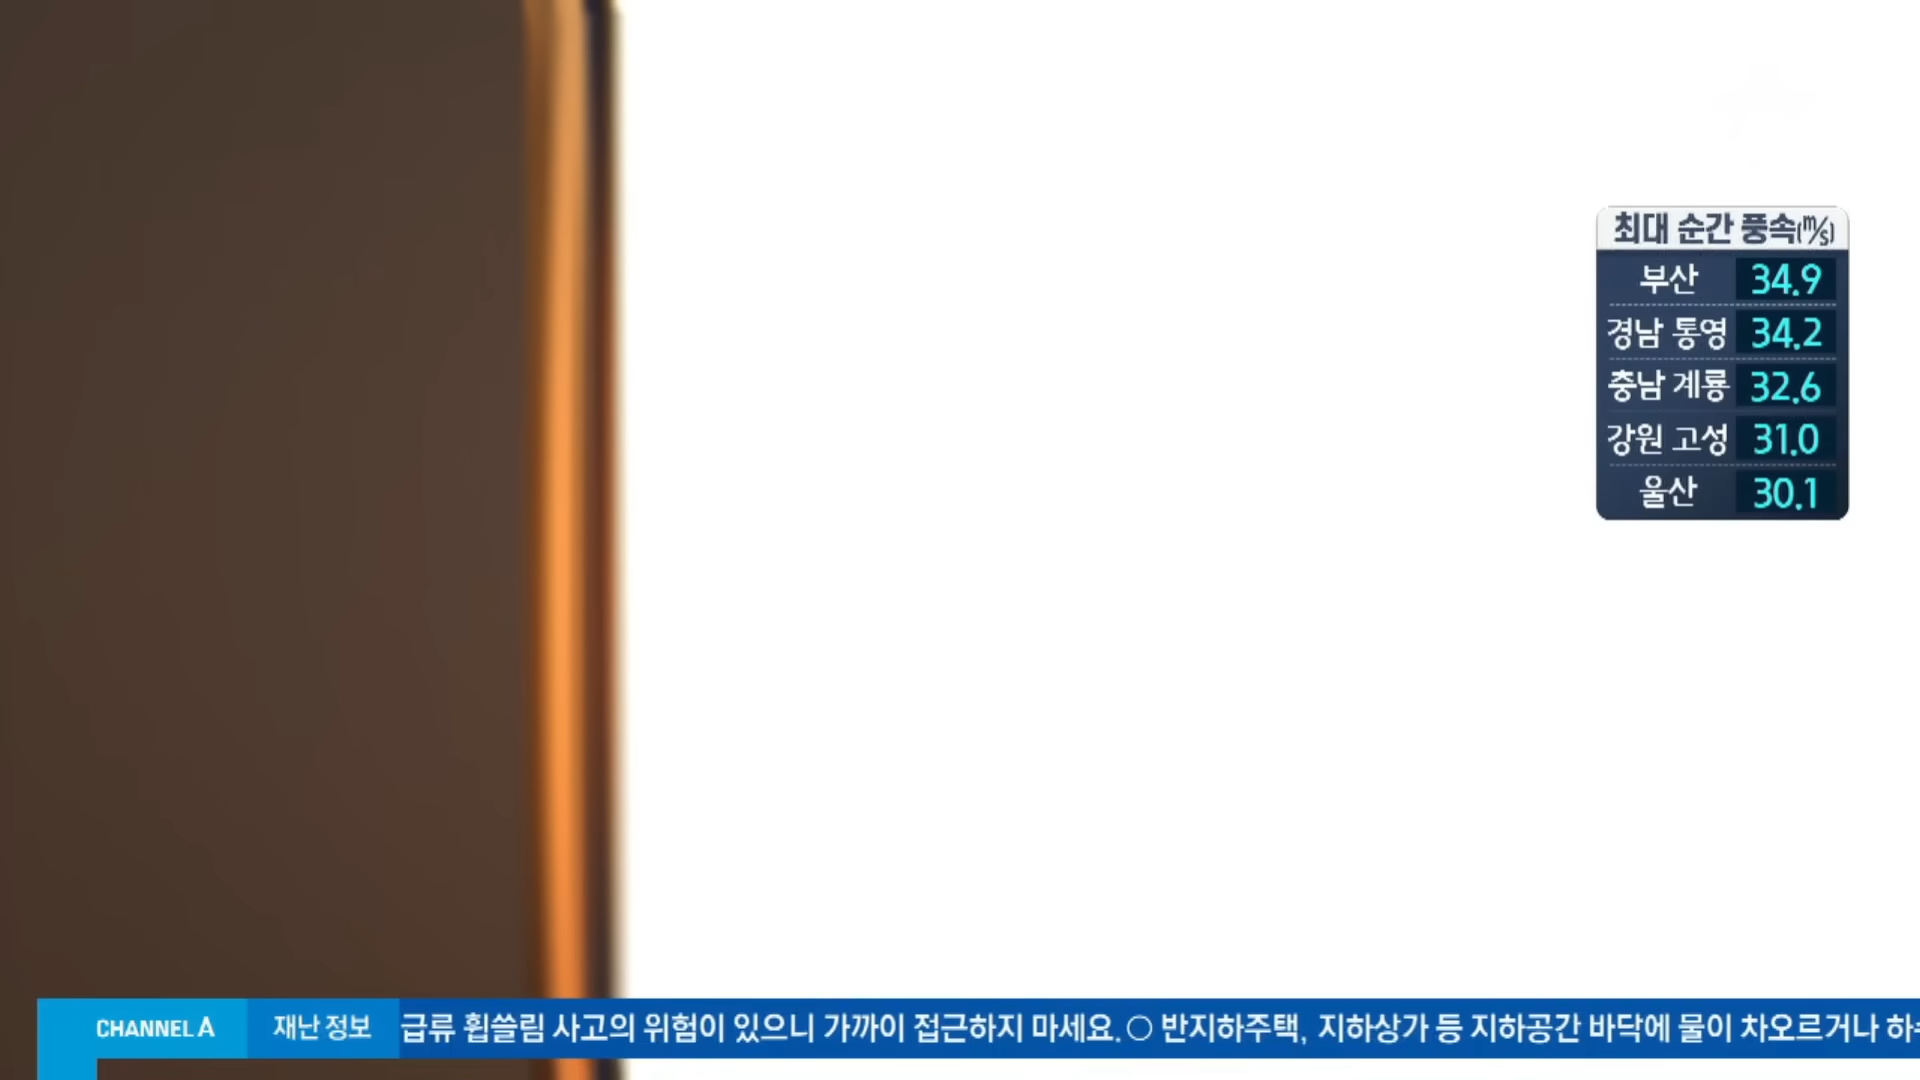 최대 순간 풍속(㎧)
부산 34.9
경남 통영 34.2
충남 계룡 32.6
강원 고성 31.0
울산 30.1
CHANNEL A 재난 정보 급류 휩쓸림 사고의 위험이 있으니 가까이 접근하지 마세요. ○ 반지하주택, 지하상가 등 지하공간 바닥에 물이 차오르거나